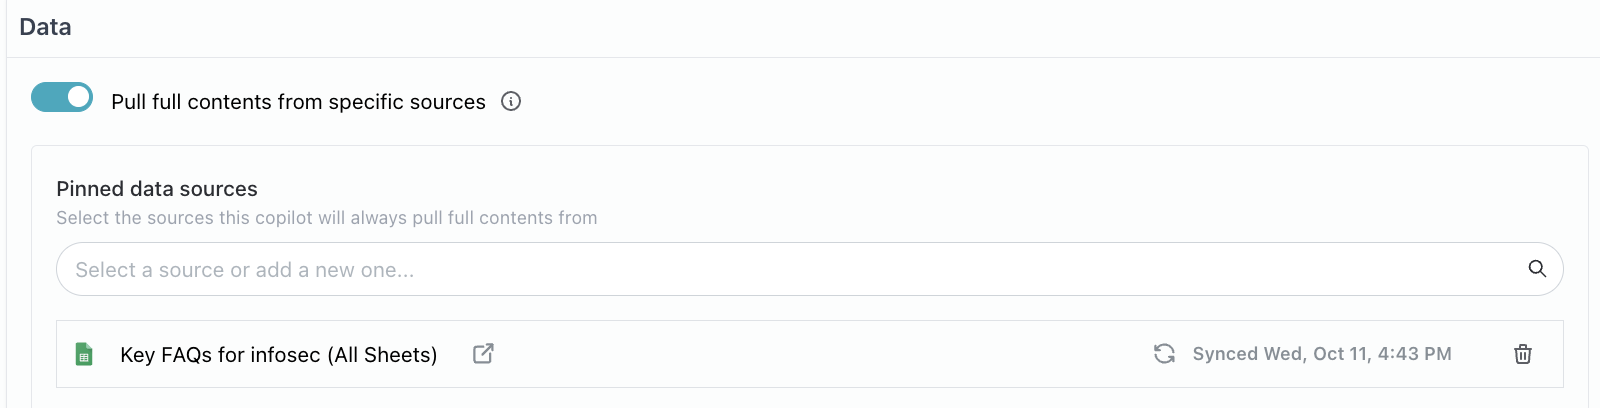 Data
Pull full contents from specific sources
Pinned data sources
Select the sources this copilot will always pull full contents from
Select a source or add a new one...
Key FAQs for infosec (All Sheets)
Synced Wed, Oct 11, 4:43 PM